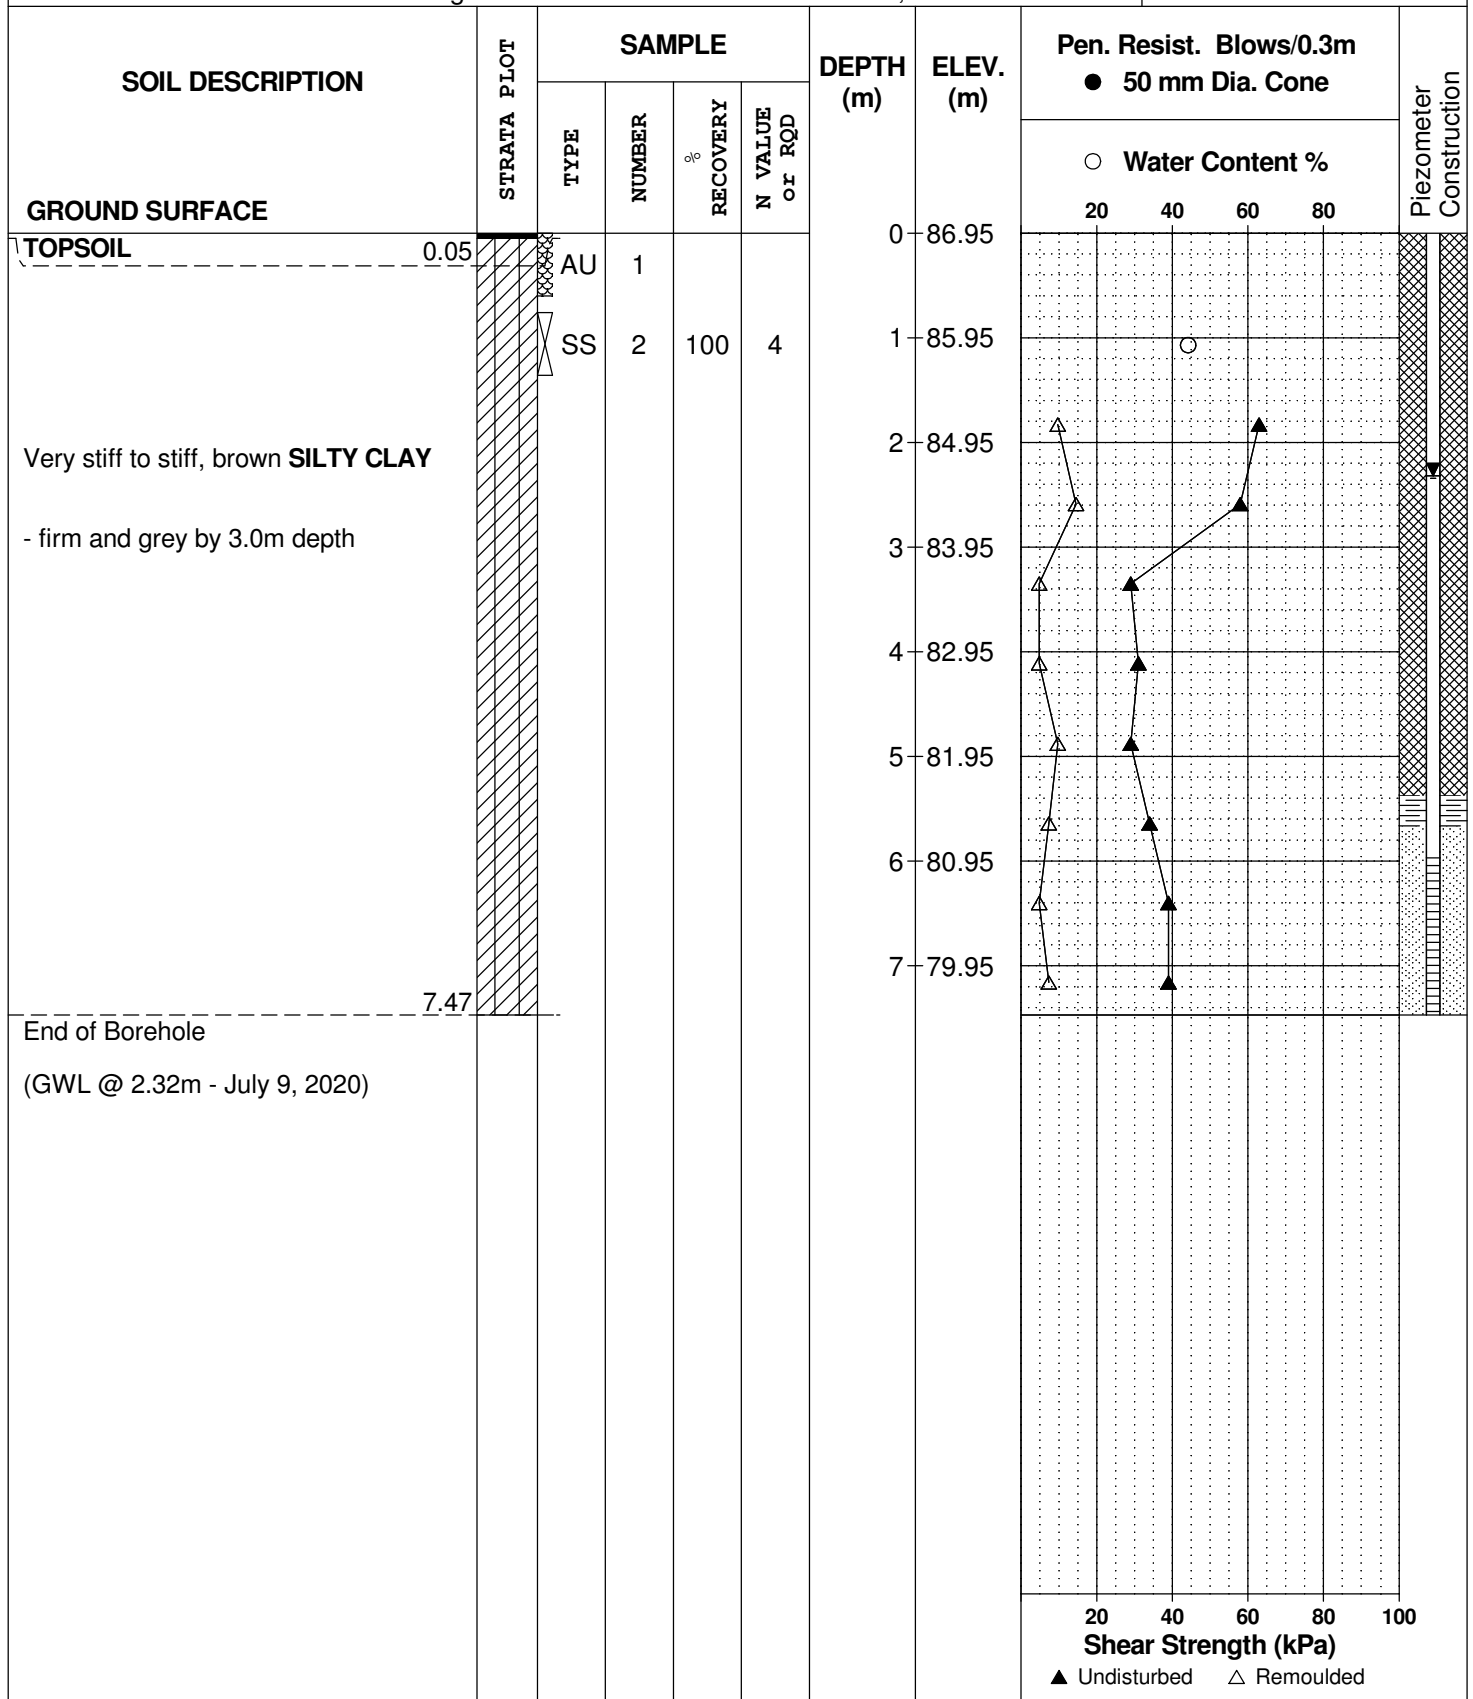 SOIL DESCRIPTION
GROUND SURFACE
STRATA PLOT
SAMPLE
TYPE
NUMBER
% RECOVERY
N VALUE
or RQD
DEPTH
(m)
ELEV.
(m)
Pen. Resist. Blows/0.3m
● 50 mm Dia. Cone
○ Water Content %
20 40 60 80
Piezometer
Construction
TOPSOIL 0.05
AU 1
0 86.95
SS 2 100 4
1 85.95
Very stiff to stiff, brown SILTY CLAY
2 84.95
- firm and grey by 3.0m depth
3 83.95
4 82.95
5 81.95
6 80.95
7 79.95
7.47
End of Borehole
(GWL @ 2.32m - July 9, 2020)
20 40 60 80 100
Shear Strength (kPa)
▲ Undisturbed △ Remoulded